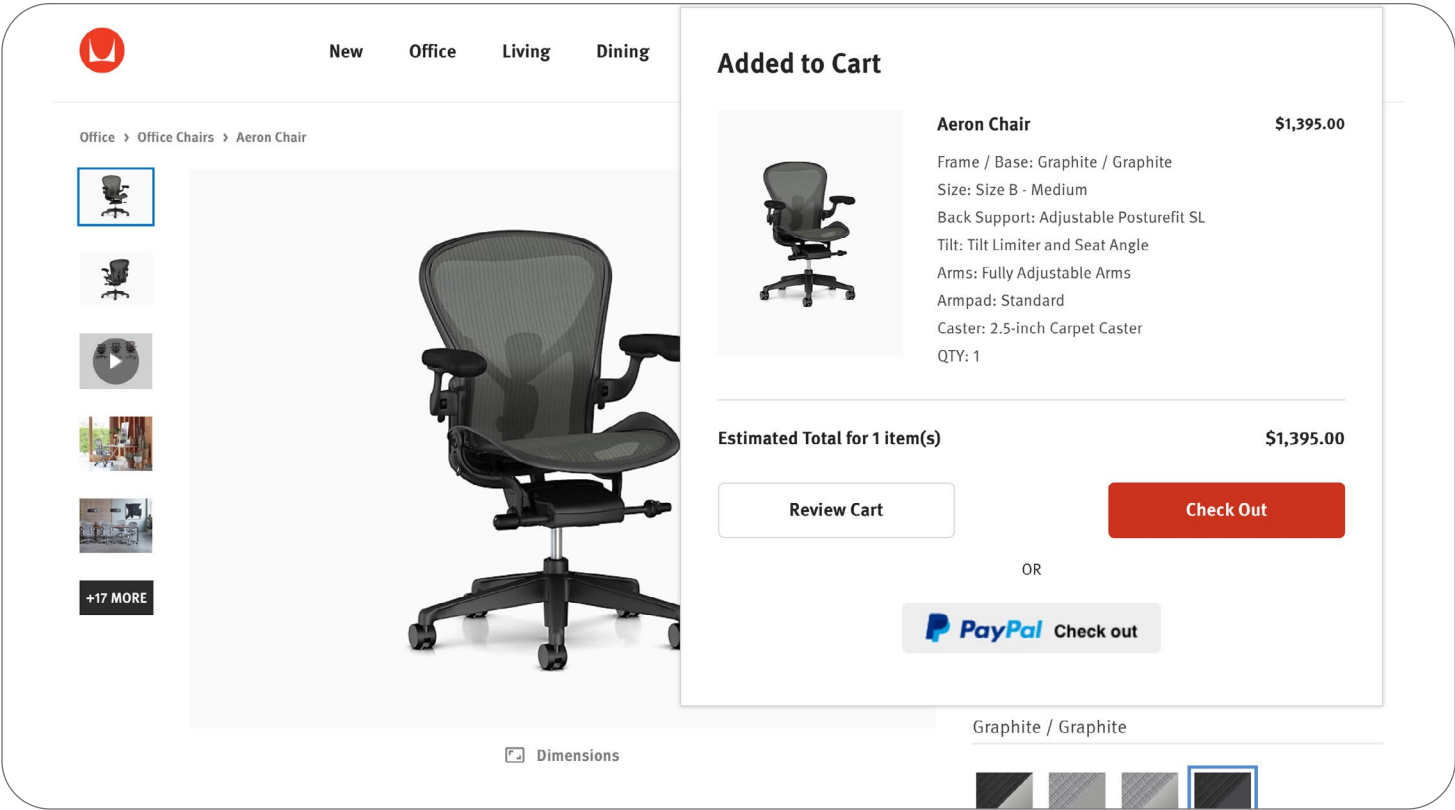 New Office Living Dining
Office › Office Chairs › Aeron Chair
+17 MORE
Dimensions
Added to Cart
Aeron Chair $1,395.00
Frame / Base: Graphite / Graphite
Size: Size B - Medium
Back Support: Adjustable Posturefit SL
Tilt: Tilt Limiter and Seat Angle
Arms: Fully Adjustable Arms
Armpad: Standard
Caster: 2.5-inch Carpet Caster
QTY: 1
Estimated Total for 1 item(s) $1,395.00
Review Cart Check Out
OR
PayPal Check out
Graphite / Graphite